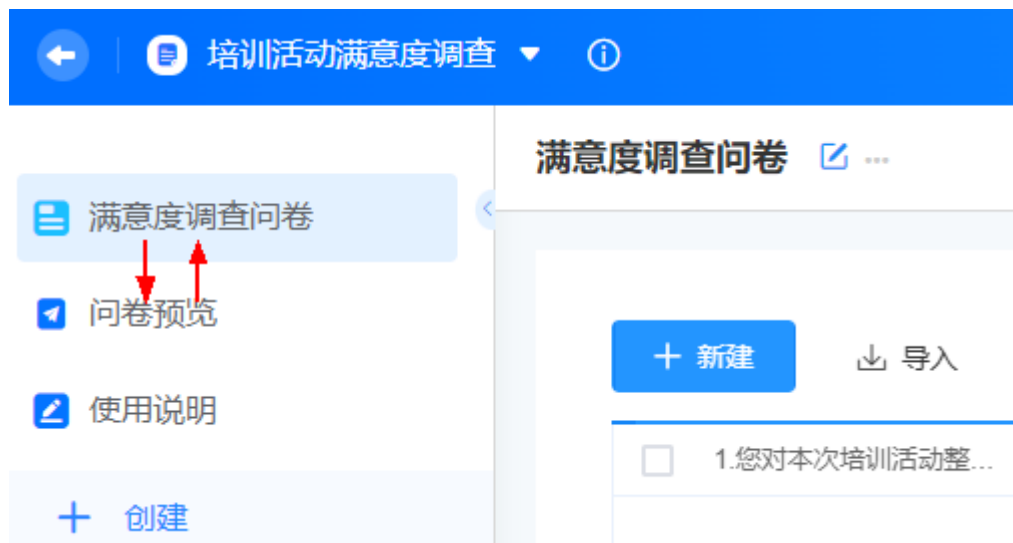 培训活动满意度调查
满意度调查问卷
满意度调查问卷
问卷预览
使用说明
+ 创建
+ 新建
导入
1.您对本次培训活动整...